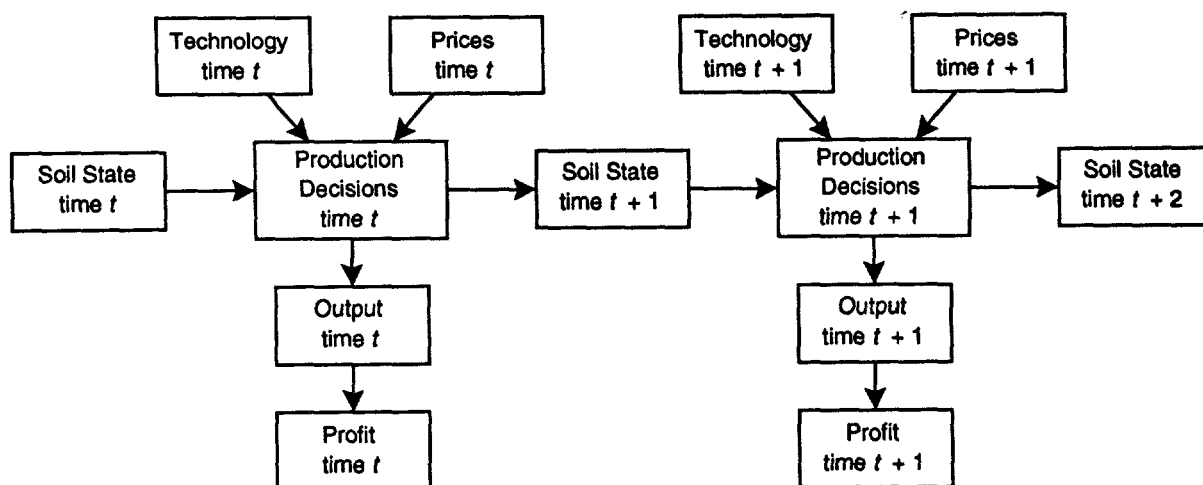 Technology
time t
Prices
time t
Technology
time t + 1
Prices
time t + 1
Soil State
time t
Production
Decisions
time t
Soil State
time t + 1
Production
Decisions
time t + 1
Soil State
time t + 2
Output
time t
Output
time t + 1
Profit
time t
Profit
time t + 1